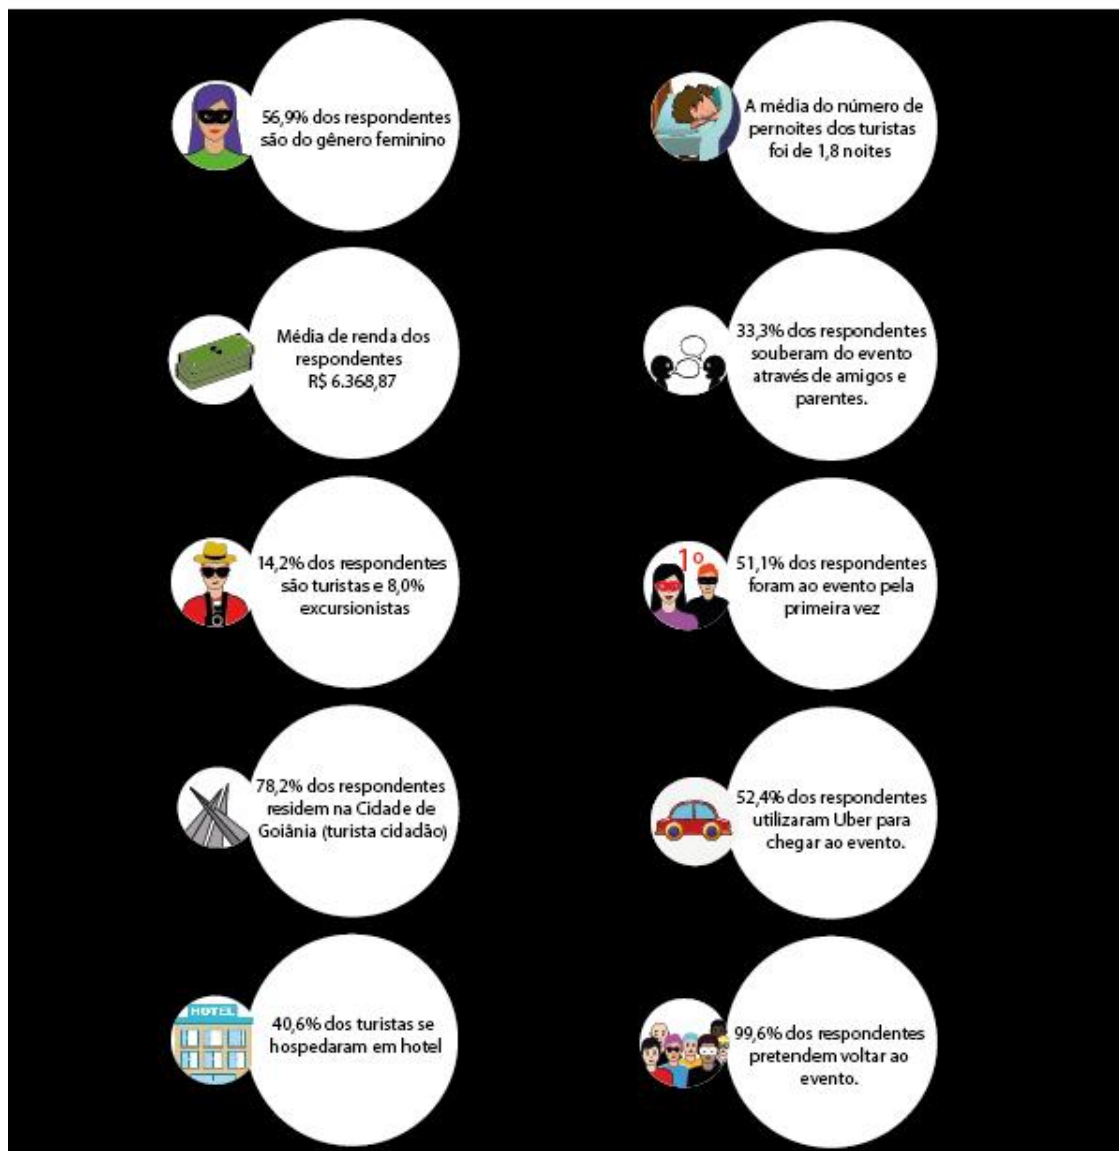 56,9% dos respondentes
são do gênero feminino
A média do número de
pernoites dos turistas
foi de 1,8 noites
Média de renda dos
respondentes
R$ 6.368,87
33,3% dos respondentes
souberam do evento
através de amigos e
parentes.
14,2% dos respondentes
são turistas e 8,0%
excursionistas
1º
51,1% dos respondentes
foram ao evento pela
primeira vez
78,2% dos respondentes
residem na Cidade de
Goiânia (turista cidadão)
52,4% dos respondentes
utilizaram Uber para
chegar ao evento.
HOTEL
40,6% dos turistas se
hospedaram em hotel
99,6% dos respondentes
pretendem voltar ao
evento.